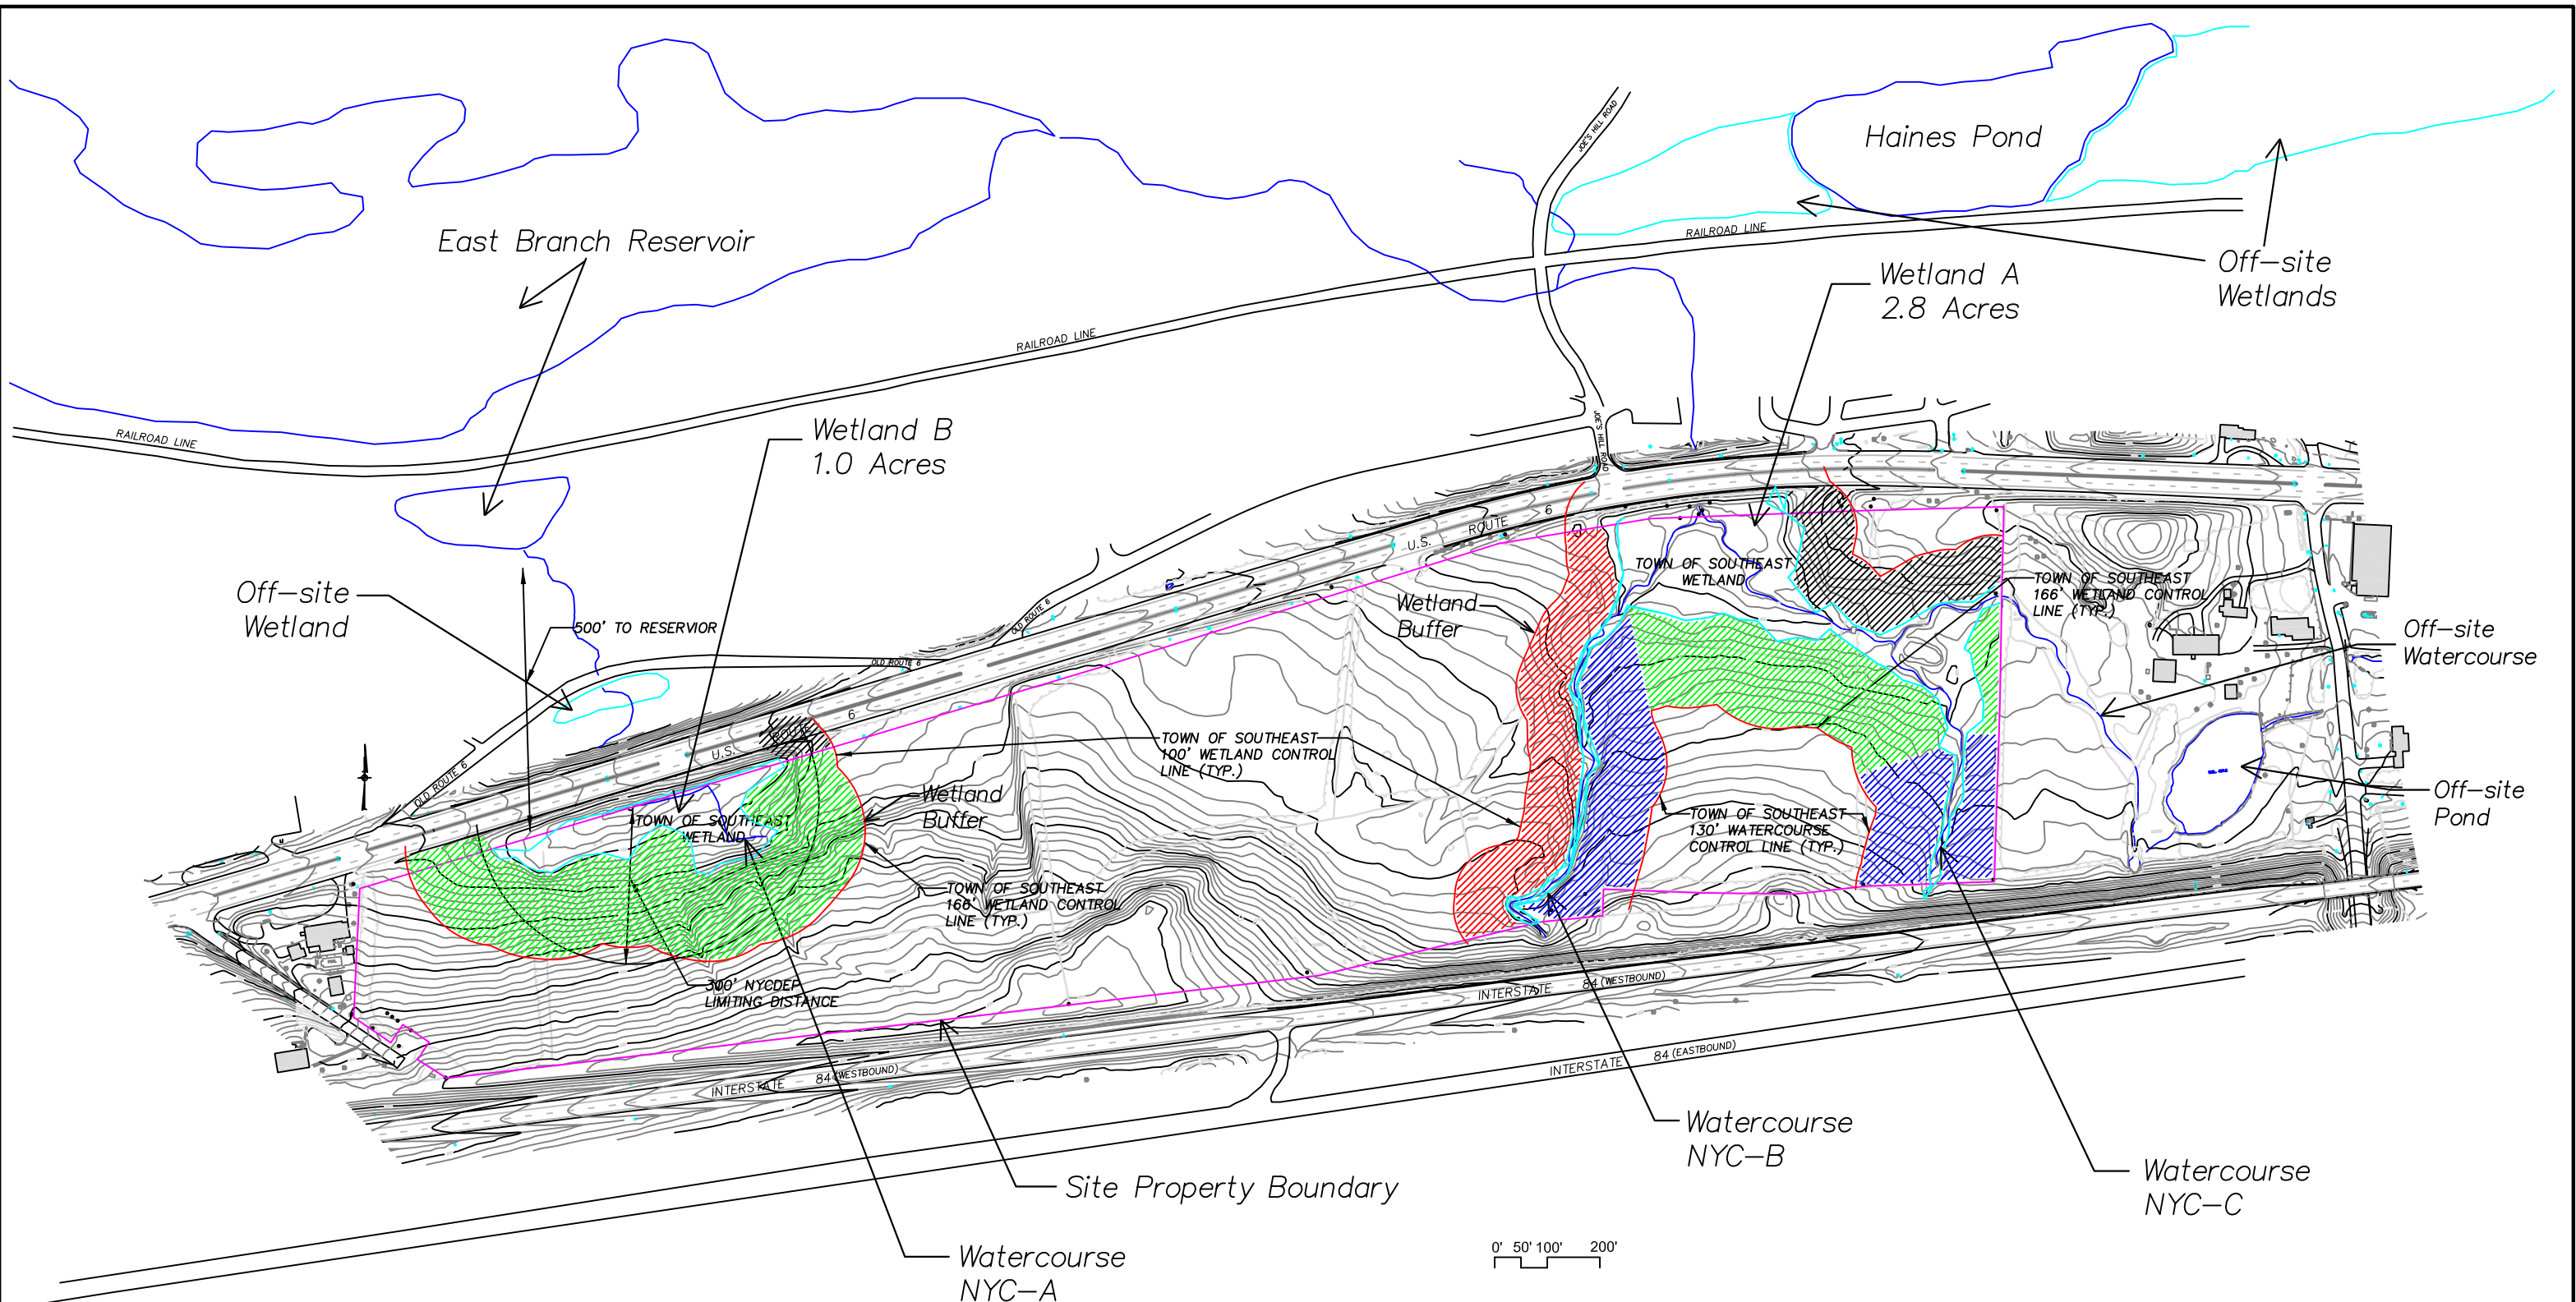 Haines Pond
JOE'S HILL ROAD
East Branch Reservoir
RAILROAD LINE
Off-site
Wetlands
Wetland A
2.8 Acres
RAILROAD LINE
RAILROAD LINE
Wetland B
1.0 Acres
JOE'S HILL ROAD
U.S. ROUTE 6
TOWN OF SOUTHEAST
WETLAND
TOWN OF SOUTHEAST
166' WETLAND CONTROL
LINE (TYP.)
Off-site
Wetland
Wetland
Buffer
OLD ROUTE 6
500' TO RESERVIOR
Off-site
Watercourse
OLD ROUTE 6
U.S. ROUTE 6
TOWN OF SOUTHEAST
100' WETLAND CONTROL
LINE (TYP.)
OLD ROUTE 6
Wetland
Buffer
Off-site
Pond
TOWN OF SOUTHEAST
WETLAND
TOWN OF SOUTHEAST
130' WATERCOURSE
CONTROL LINE (TYP.)
TOWN OF SOUTHEAST
166' WETLAND CONTROL
LINE (TYP.)
300' NYCDEP
LIMITING DISTANCE
INTERSTATE 84 (WESTBOUND)
INTERSTATE 84 (EASTBOUND)
INTERSTATE 84 (WESTBOUND)
Watercourse
NYC-B
Watercourse
NYC-C
Site Property Boundary
Watercourse
NYC-A
0' 50' 100' 200'